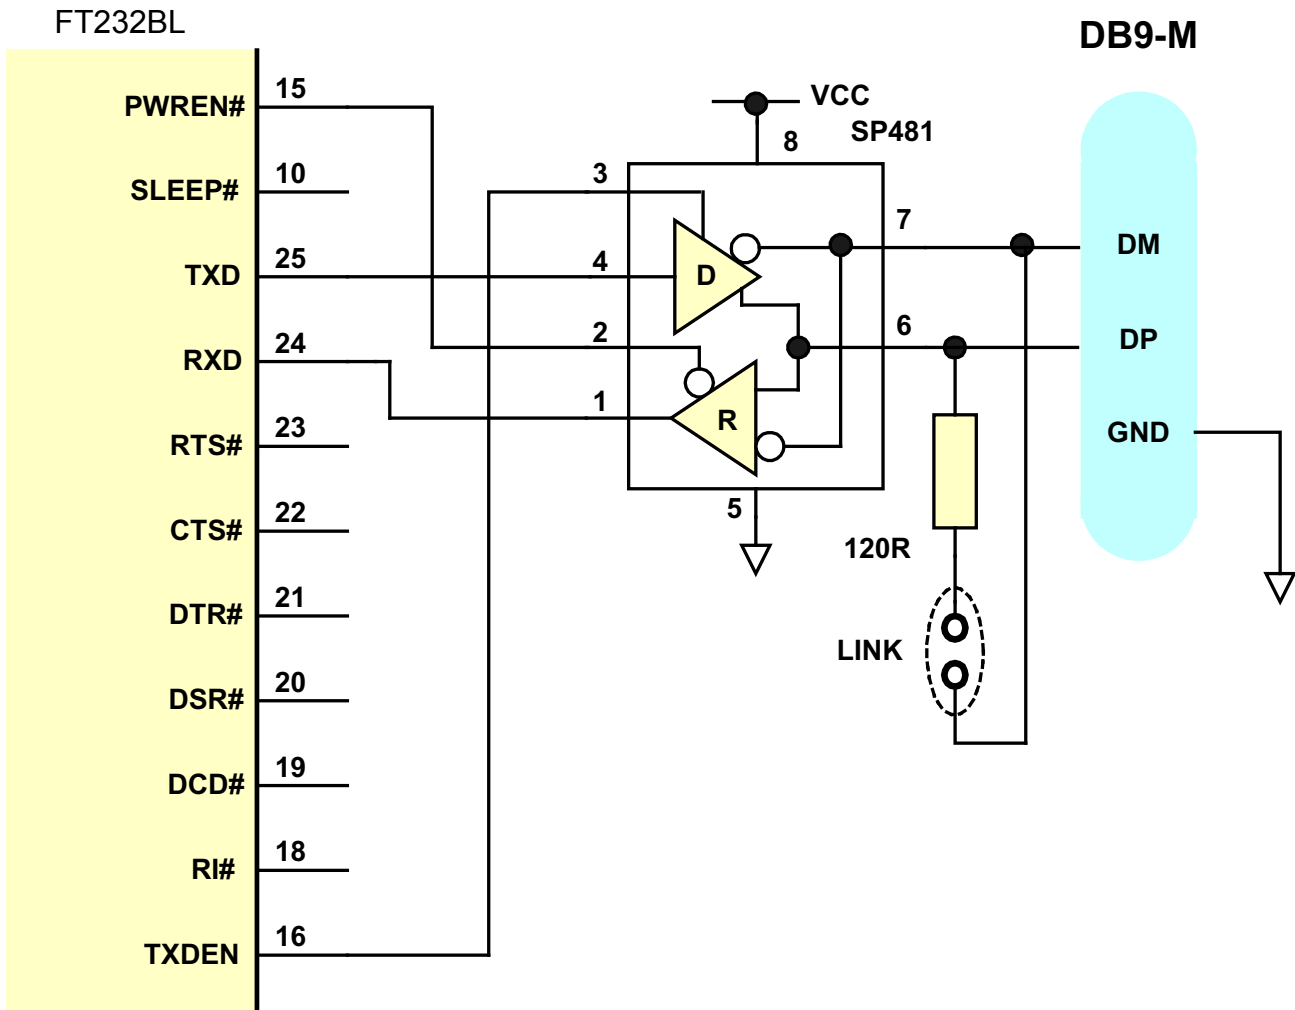 FT232BL
DB9-M
PWREN# 15
SLEEP# 10
TXD 25
RXD 24
RTS# 23
CTS# 22
DTR# 21
DSR# 20
DCD# 19
RI# 18
TXDEN 16
VCC
SP481
8
3
4
D
2
1
R
5
7
6
120R
LINK
DM
DP
GND